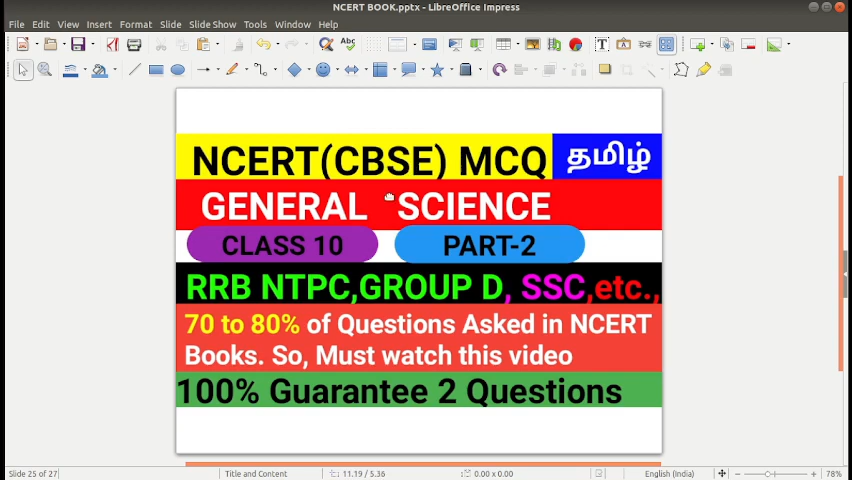 NCERT BOOK.pptx - LibreOffice Impress
File Edit View Insert Format Slide Slide Show Tools Window Help
NCERT(CBSE) MCQ தமிழ்
GENERAL SCIENCE
CLASS 10 PART-2
RRB NTPC,GROUP D, SSC,etc.,
70 to 80% of Questions Asked in NCERT
Books. So, Must watch this video
100% Guarantee 2 Questions
Slide 25 of 27 Title and Content 11.19 / 5.36 0.00 x 0.00 English (India) 78%